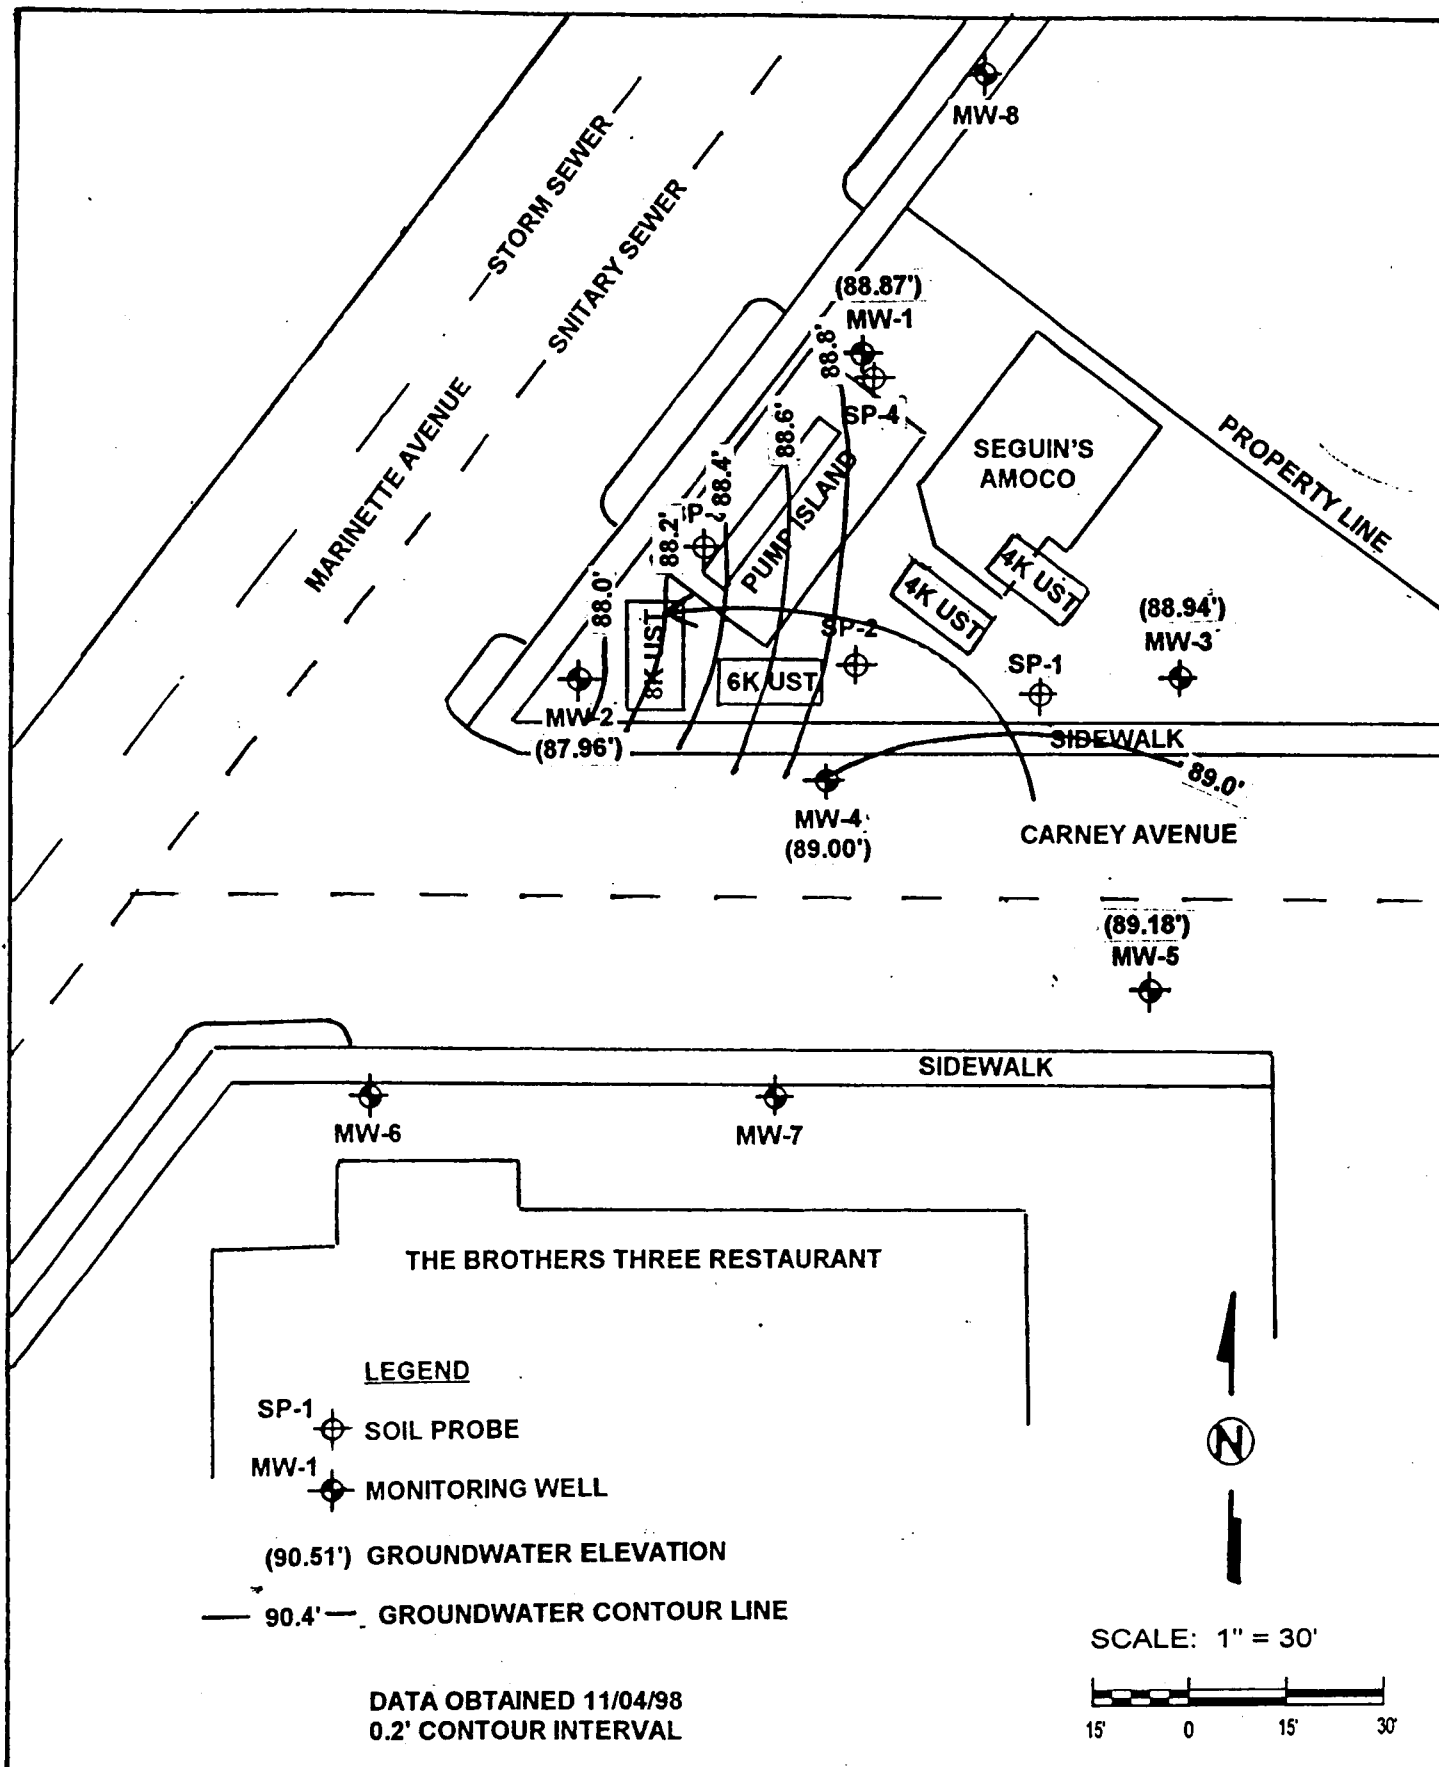 MW-8
STORM SEWER
SNITARY SEWER
MARINETTE AVENUE
(88.87')
MW-1
88.8'
SP-4
88.6'
88.4'
88.2'
88.0'
PUMP ISLAND
SEGUIN'S
AMOCO
PROPERTY LINE
4K UST
4K UST
(88.94')
MW-3
SP-2
SP-1
8K UST
6K UST
MW-2
(87.96')
SIDEWALK
89.0'
MW-4
(89.00')
CARNEY AVENUE
(89.18')
MW-5
SIDEWALK
MW-6
MW-7
THE BROTHERS THREE RESTAURANT
LEGEND
SP-1
SOIL PROBE
MW-1
MONITORING WELL
(90.51') GROUNDWATER ELEVATION
90.4' GROUNDWATER CONTOUR LINE
N
SCALE: 1" = 30'
15' 0 15' 30'
DATA OBTAINED 11/04/98
0.2' CONTOUR INTERVAL